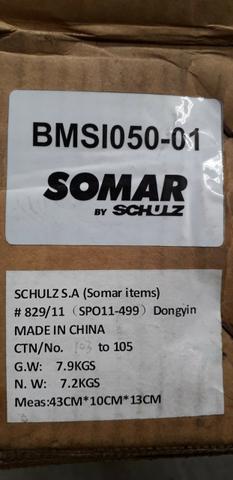 BMSI050-01
SOMAR
BY SCHULZ
SCHULZ S.A (Somar items)
# 829/11（SPO11-499）Dongyin
MADE IN CHINA
CTN/No. 103 to 105
G.W: 7.9KGS
N. W: 7.2KGS
Meas:43CM*10CM*13CM